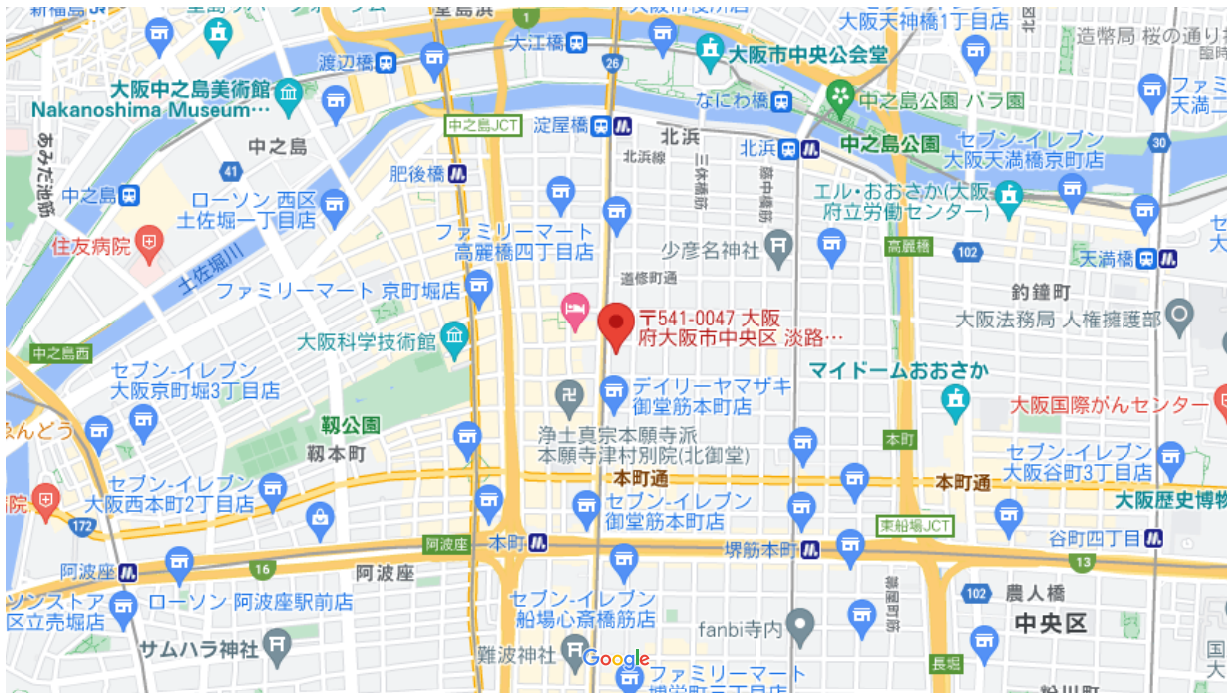 大阪天神橋1丁目店
造幣局 桜の通り
大江橋
渡辺橋
26
1
大阪市中央公会堂
大阪中之島美術館
Nakanoshima Museum…
なにわ橋
中之島公園 バラ園
ファミ
天満
中之島JCT
淀屋橋
北浜
中之島公園
セブン-イレブン
大阪天満橋京町店
30
あみだ池筋
中之島
北浜線
三休橋筋
藤中橋筋
北浜
41
肥後橋
中之島
ローソン 西区
土佐堀一丁目店
エル・おおさか(大阪
府立労働センター)
住友病院
ファミリーマート
高麗橋四丁目店
少彦名神社
高麗橋
102
天満橋
土佐堀川
道修町通
ファミリーマート 京町堀店
釣鐘町
〒541-0047 大阪
府大阪市中央区 淡路…
大阪法務局 人権擁護部
大阪科学技術館
中之島西
セブン-イレブン
大阪京町堀3丁目店
マイドームおおさか
デイリーヤマザキ
御堂筋本町店
大阪国際がんセンター
靱公園
ゑんどう
浄土真宗本願寺派
本願寺津村別院(北御堂)
本町
靱本町
セブン-イレブン
大阪谷町3丁目店
本町通
本町通
セブン-イレブン
大阪西本町2丁目店
セブン-イレブン
御堂筋本町店
大阪歴史博物
病院
172
東船場JCT
阿波座
本町
堺筋本町
谷町四丁目
阿波座
16
阿波座
13
ソンストア
区立売堀店
ローソン 阿波座駅前店
セブン-イレブン
船場心斎橋筋店
102
農人橋
中央区
fanbi寺内
サムハラ神社
難波神社
Google
長堀
ファミリーマート